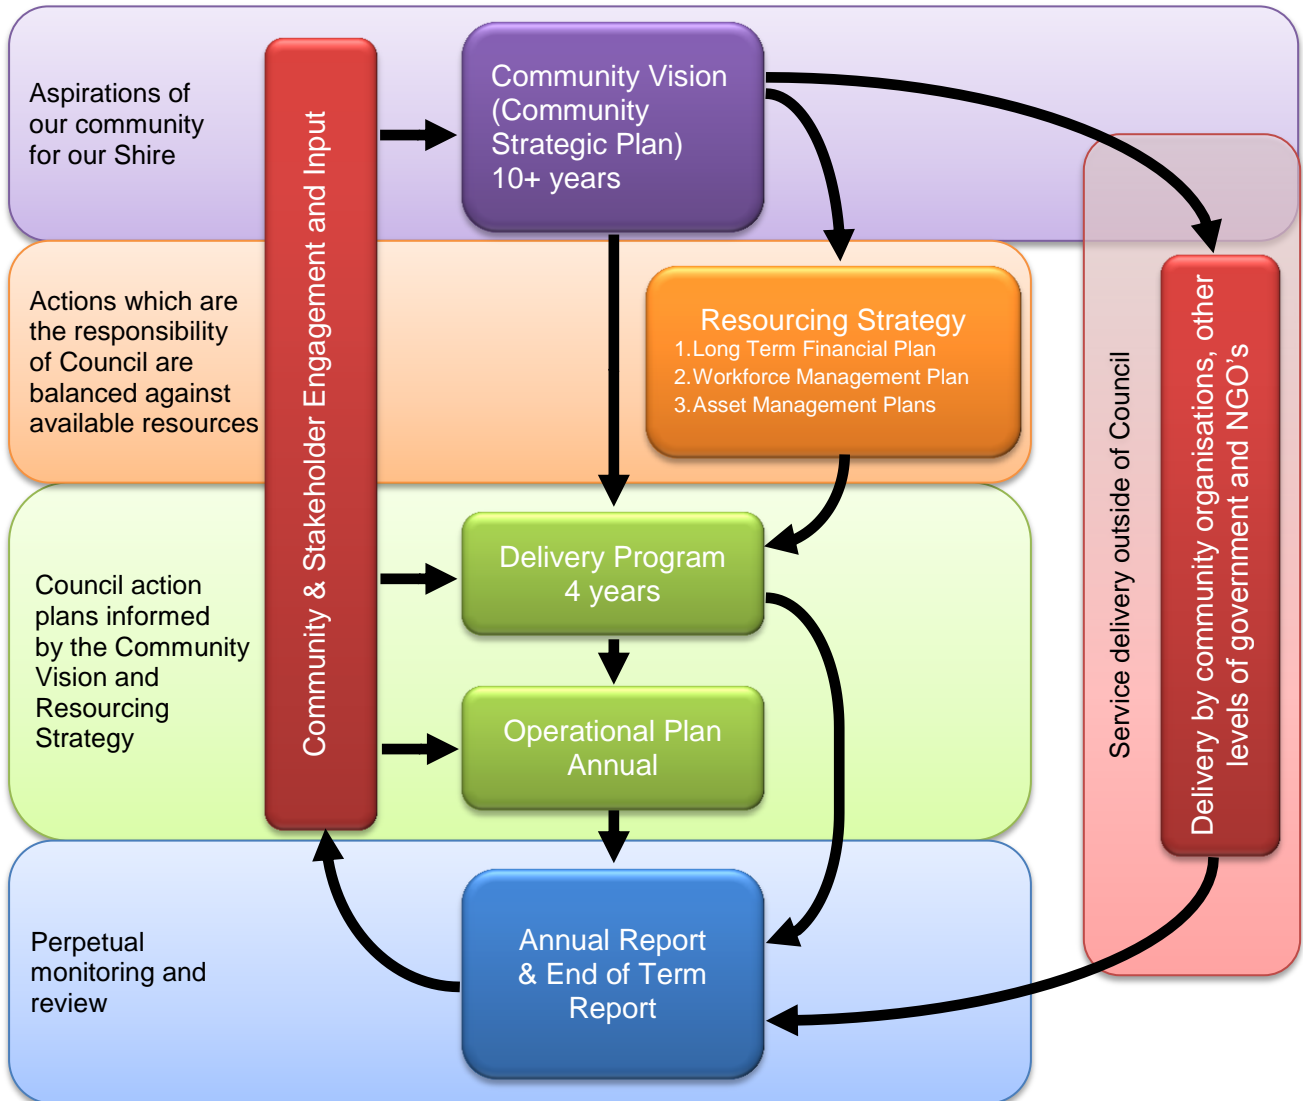 Aspirations of
our community
for our Shire
Community & Stakeholder Engagement and Input
Community Vision
(Community
Strategic Plan)
10+ years
Actions which are
the responsibility
of Council are
balanced against
available resources
Resourcing Strategy
1.Long Term Financial Plan
2.Workforce Management Plan
3.Asset Management Plans
Service delivery outside of Council
Delivery by community organisations, other
levels of government and NGO’s
Council action
plans informed
by the Community
Vision and
Resourcing
Strategy
Delivery Program
4 years
Operational Plan
Annual
Perpetual
monitoring and
review
Annual Report
& End of Term
Report